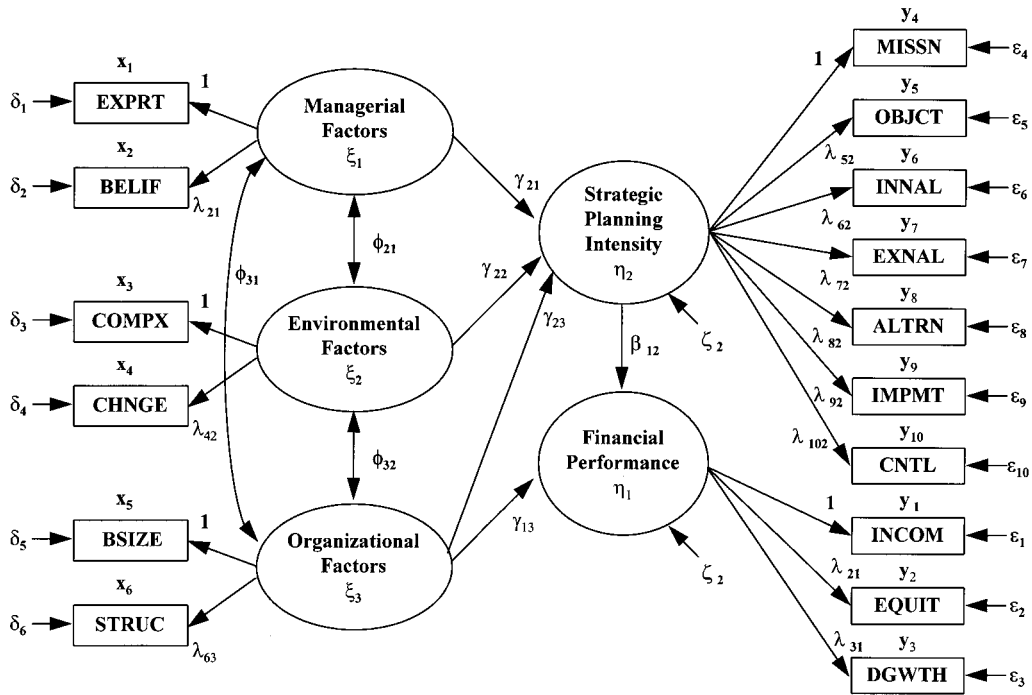 x₁
δ₁
EXPRT
1
x₂
δ₂
BELIF
λ₂₁
x₃
δ₃
COMPX
1
x₄
δ₄
CHNGE
λ₄₂
x₅
δ₅
BSIZE
1
x₆
δ₆
STRUC
λ₆₃
Managerial
Factors
ξ₁
ϕ₃₁
ϕ₂₁
Environmental
Factors
ξ₂
ϕ₃₂
Organizational
Factors
ξ₃
γ₂₁
γ₂₂
γ₂₃
γ₁₃
Strategic
Planning
Intensity
η₂
ζ₂
β₁₂
Financial
Performance
η₁
ζ₂
y₄
1
MISSN
ε₄
y₅
OBJCT
ε₅
λ₅₂
y₆
INNAL
ε₆
λ₆₂
y₇
EXNAL
ε₇
λ₇₂
y₈
ALTRN
ε₈
λ₈₂
y₉
IMPMT
ε₉
λ₉₂
y₁₀
CNTL
ε₁₀
λ₁₀₂
y₁
1
INCOM
ε₁
λ₂₁
y₂
EQUIT
ε₂
λ₃₁
y₃
DGWTH
ε₃